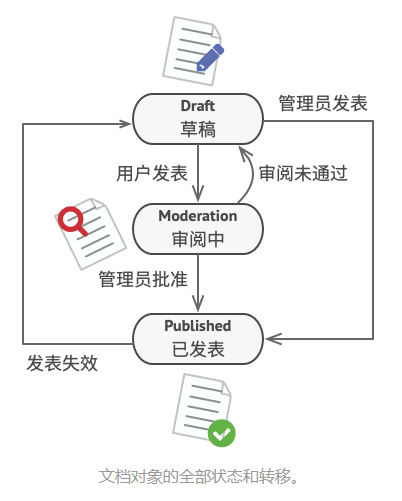 Draft
草稿
管理员发表
用户发表
审阅未通过
Moderation
审阅中
管理员批准
Published
已发表
发表失效
文档对象的全部状态和转移。